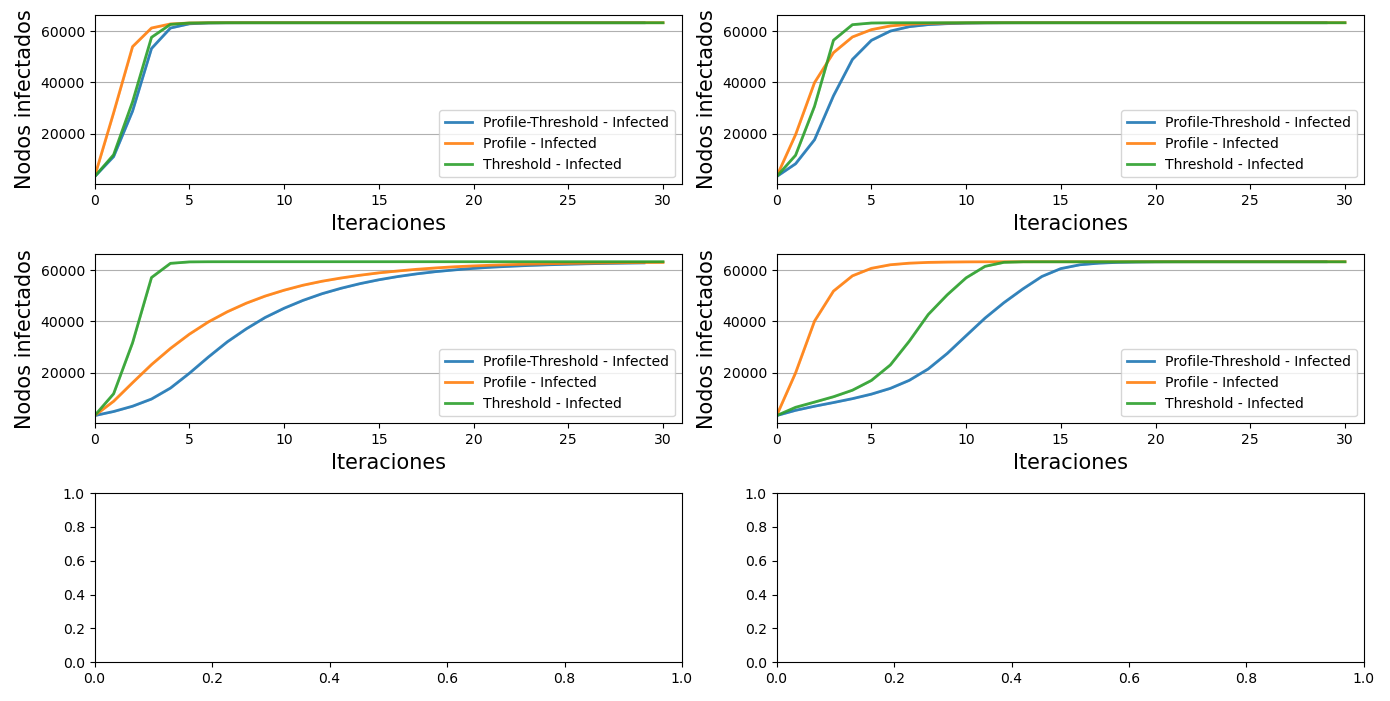 Nodos infectados
60000
40000
20000
Profile-Threshold - Infected
Profile - Infected
Threshold - Infected
0 5 10 15 20 25 30
Iteraciones
Nodos infectados
60000
40000
20000
Profile-Threshold - Infected
Profile - Infected
Threshold - Infected
0 5 10 15 20 25 30
Iteraciones
Nodos infectados
60000
40000
20000
Profile-Threshold - Infected
Profile - Infected
Threshold - Infected
0 5 10 15 20 25 30
Iteraciones
Nodos infectados
60000
40000
20000
Profile-Threshold - Infected
Profile - Infected
Threshold - Infected
0 5 10 15 20 25 30
Iteraciones
1.0
0.8
0.6
0.4
0.2
0.0
0.0 0.2 0.4 0.6 0.8 1.0
1.0
0.8
0.6
0.4
0.2
0.0
0.0 0.2 0.4 0.6 0.8 1.0